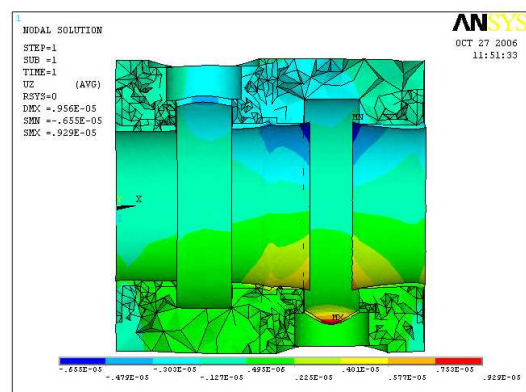 1
NODAL SOLUTION
STEP=1
SUB =1
TIME=1
UZ (AVG)
RSYS=0
DMX =.956E-05
SMN =-.655E-05
SMX =.929E-05
ANSYS
OCT 27 2006
11:51:33
MN
X
MX
-.655E-05 -.300E-05 .495E-06 .401E-05 .753E-05
-.479E-05 -.127E-05 .225E-05 .577E-05 .929E-05